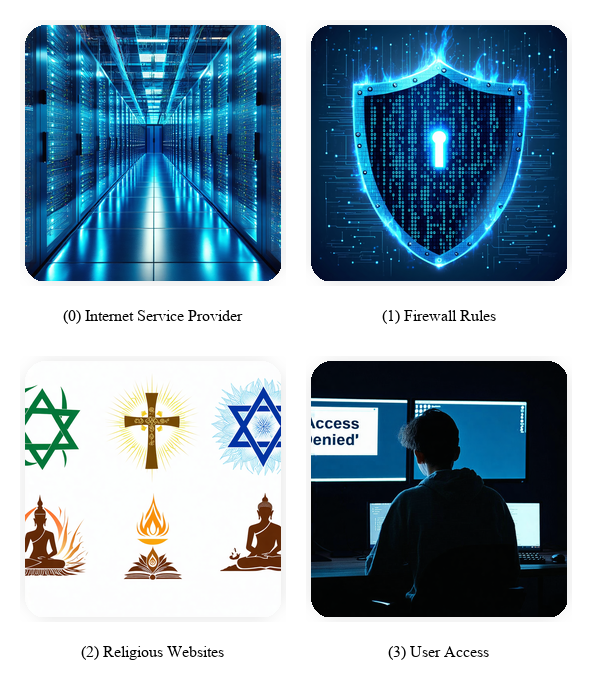 (0) Internet Service Provider
(1) Firewall Rules
Access
Denied'
(2) Religious Websites
(3) User Access